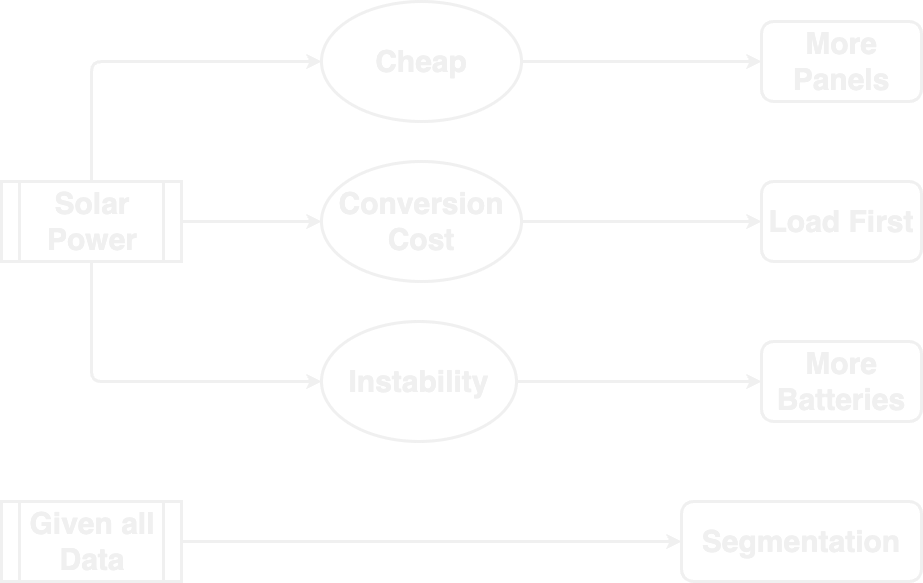 Cheap
More
Panels
Solar
Power
Conversion
Cost
Load First
Instability
More
Batteries
Given all
Data
Segmentation